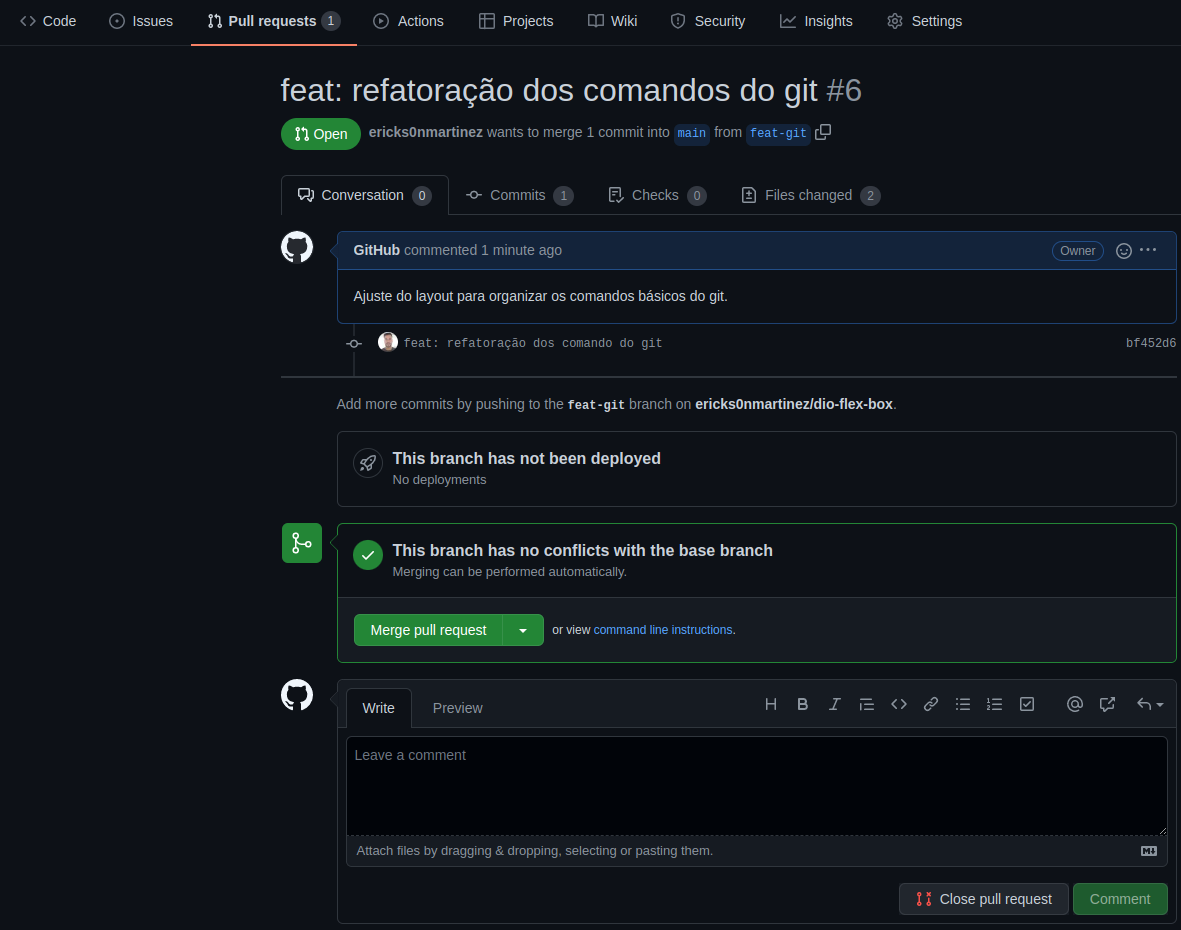 Code Issues Pull requests 1 Actions Projects Wiki Security Insights Settings
feat: refatoração dos comandos do git #6
Open ericks0nmartinez wants to merge 1 commit into main from feat-git
Conversation 0 Commits 1 Checks 0 Files changed 2
GitHub commented 1 minute ago Owner
Ajuste do layout para organizar os comandos básicos do git.
feat: refatoração dos comando do git bf452d6
Add more commits by pushing to the feat-git branch on ericks0nmartinez/dio-flex-box.
This branch has not been deployed
No deployments
This branch has no conflicts with the base branch
Merging can be performed automatically.
Merge pull request or view command line instructions.
Write Preview
Leave a comment
Attach files by dragging & dropping, selecting or pasting them.
Close pull request Comment